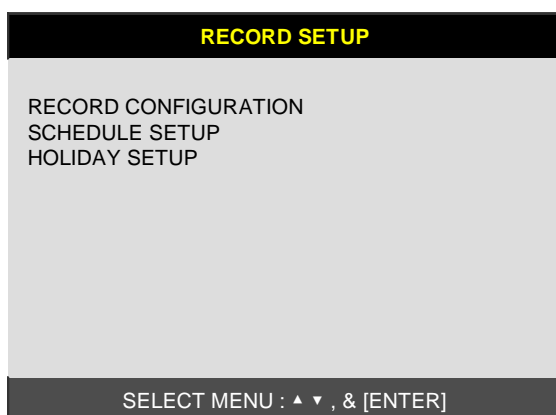 RECORD SETUP
RECORD CONFIGURATION
SCHEDULE SETUP
HOLIDAY SETUP
SELECT MENU : ▲ ▼ , & [ENTER]